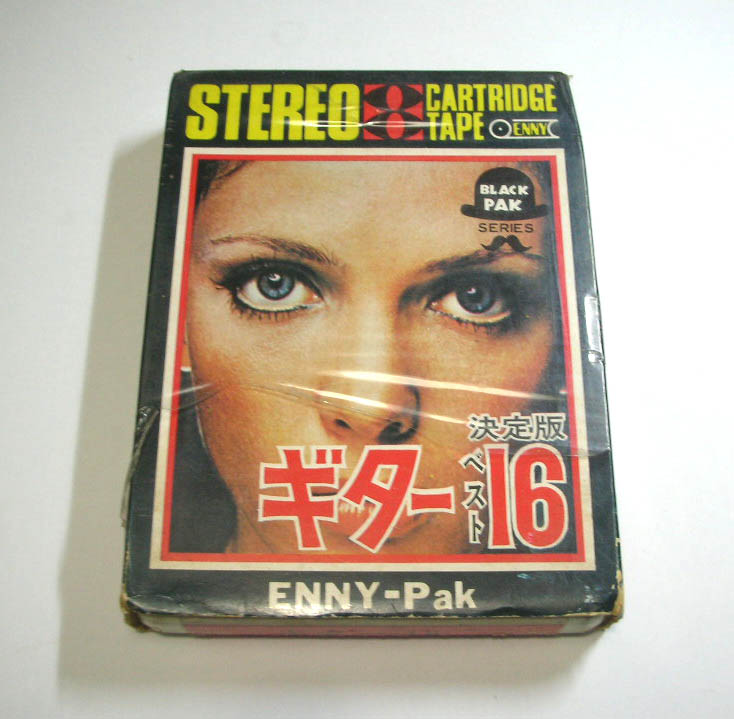 STEREO 8 CARTRIDGE TAPE ENNY
BLACK
PAK
SERIES
決定版
ギター ベスト 16
ENNY-Pak